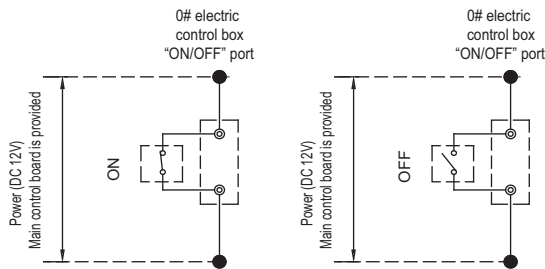 0# electric
control box
“ON/OFF” port
Power (DC 12V)
Main control board is provided
ON
0# electric
control box
“ON/OFF” port
Power (DC 12V)
Main control board is provided
OFF